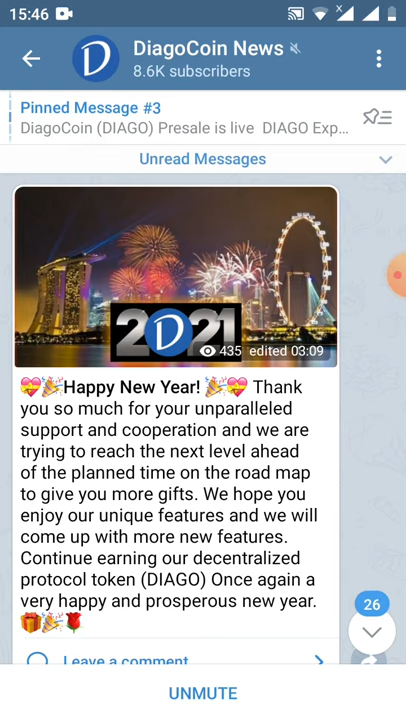 15:46
DiagoCoin News
8.6K subscribers
Pinned Message #3
DiagoCoin (DIAGO) Presale is live  DIAGO Exp...
Unread Messages
2021
435 edited 03:09
💝🎉Happy New Year! 🎉💝 Thank
you so much for your unparalleled
support and cooperation and we are
trying to reach the next level ahead
of the planned time on the road map
to give you more gifts. We hope you
enjoy our unique features and we will
come up with more new features.
Continue earning our decentralized
protocol token (DIAGO) Once again a
very happy and prosperous new year.
🎁🎉🌹
26
Leave a comment
UNMUTE